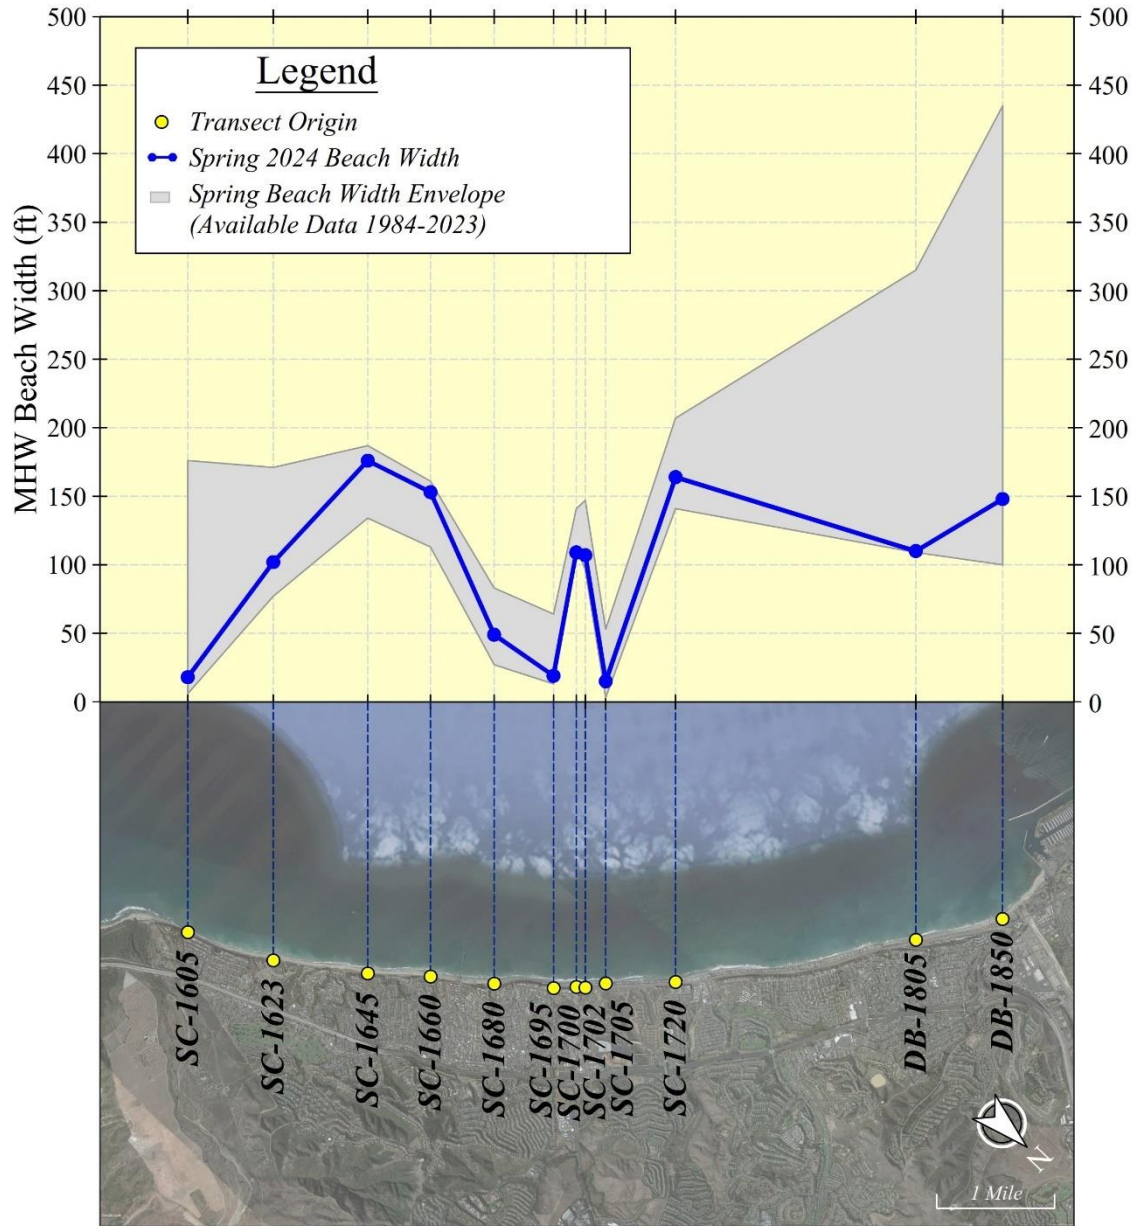 500
450
400
350
300
250
200
150
100
50
0
MHW Beach Width (ft)
Legend
Transect Origin
Spring 2024 Beach Width
Spring Beach Width Envelope
(Available Data 1984-2023)
500
450
400
350
300
250
200
150
100
50
0
SC-1605
SC-1623
SC-1645
SC-1660
SC-1680
SC-1695
SC-1700
SC-1702
SC-1705
SC-1720
DB-1805
DB-1850
N
1 Mile